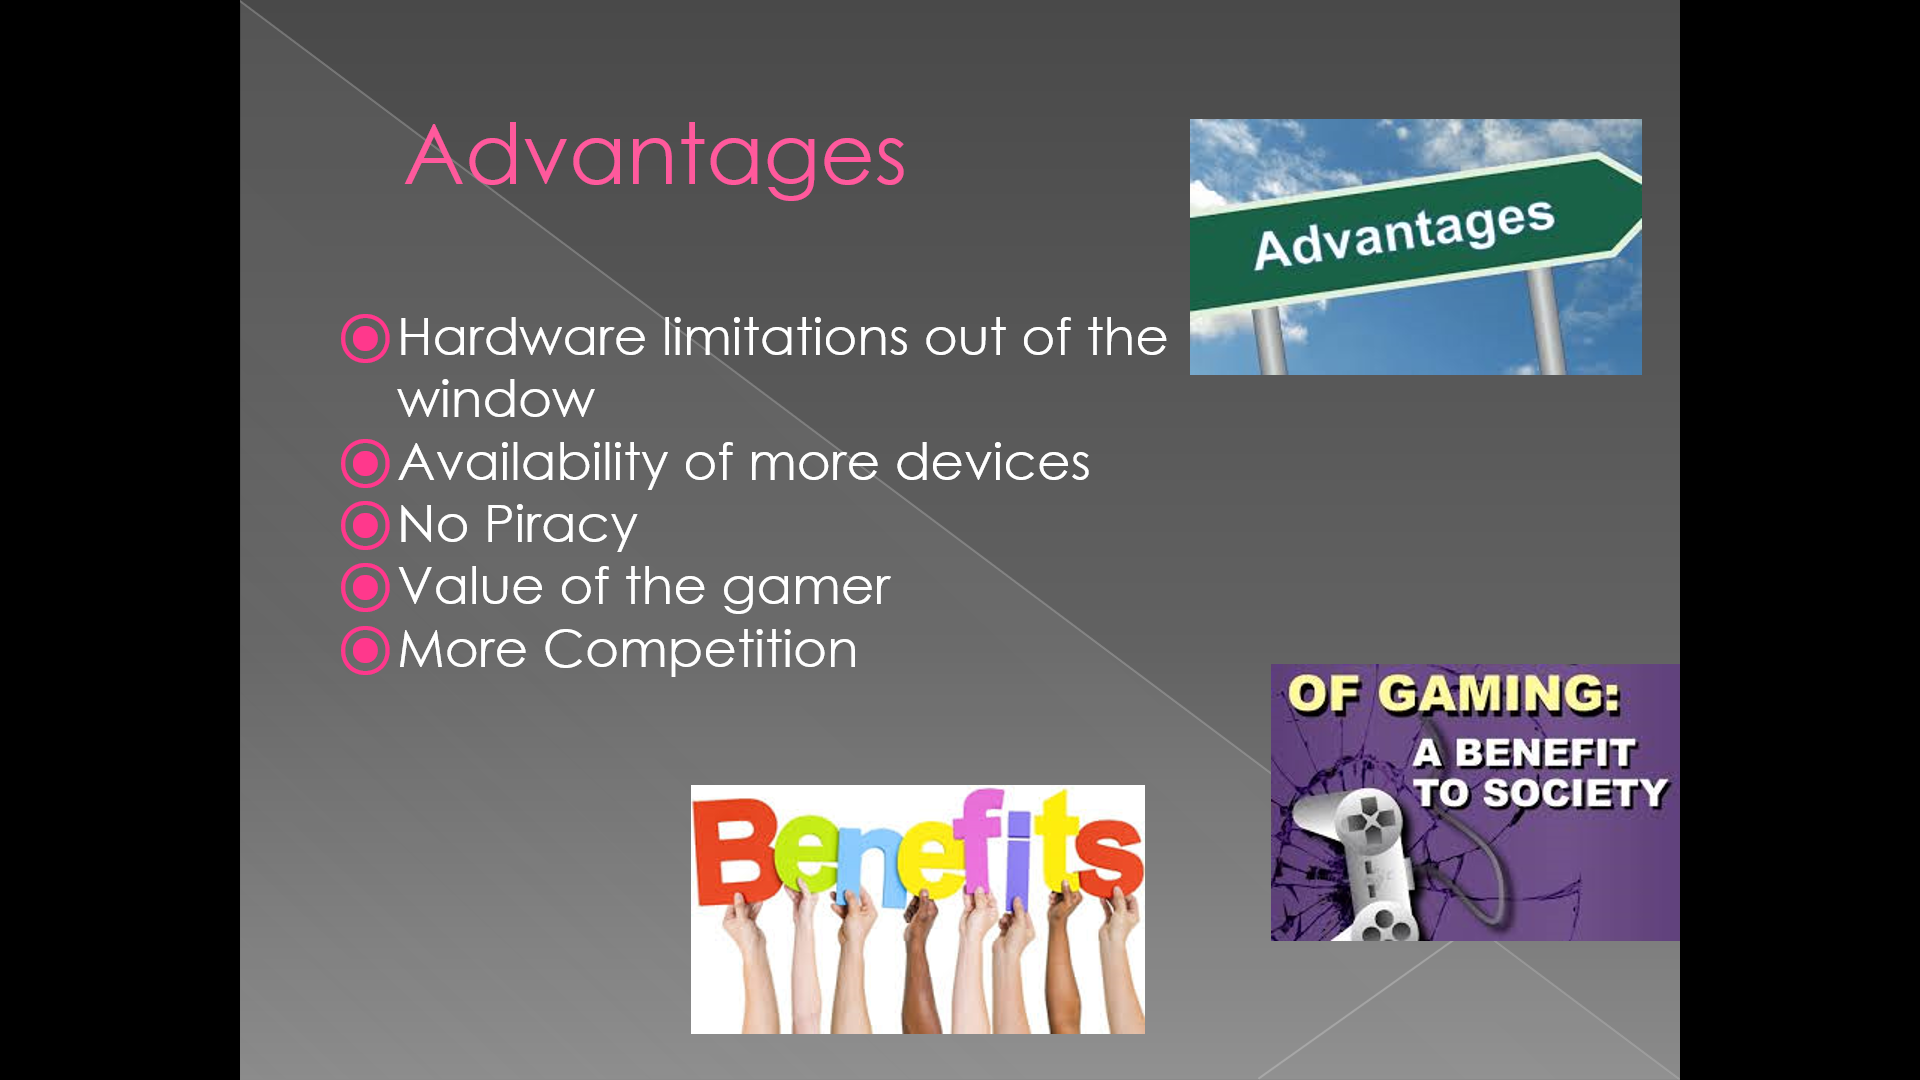 Advantages
Advantages
Hardware limitations out of the
window
Availability of more devices
No Piracy
Value of the gamer
More Competition
OF GAMING:
A BENEFIT
TO SOCIETY
Benefits